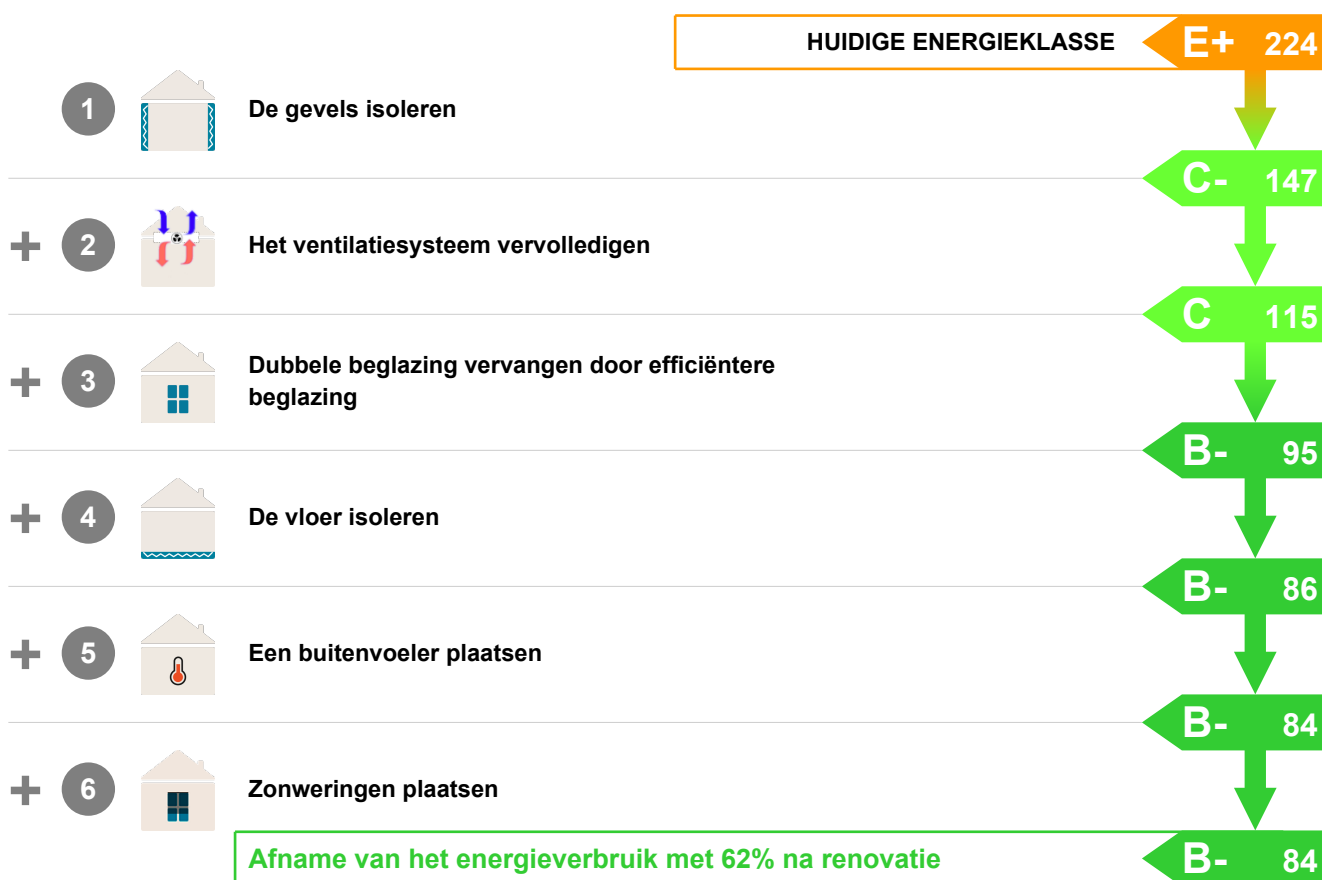 HUIDIGE ENERGIEKLASSE E+ 224
1 De gevels isoleren
C- 147
+ 2 Het ventilatiesysteem vervolledigen
C 115
+ 3 Dubbele beglazing vervangen door efficiëntere
beglazing
B- 95
+ 4 De vloer isoleren
B- 86
+ 5 Een buitenvoeler plaatsen
B- 84
+ 6 Zonweringen plaatsen
Afname van het energieverbruik met 62% na renovatie B- 84